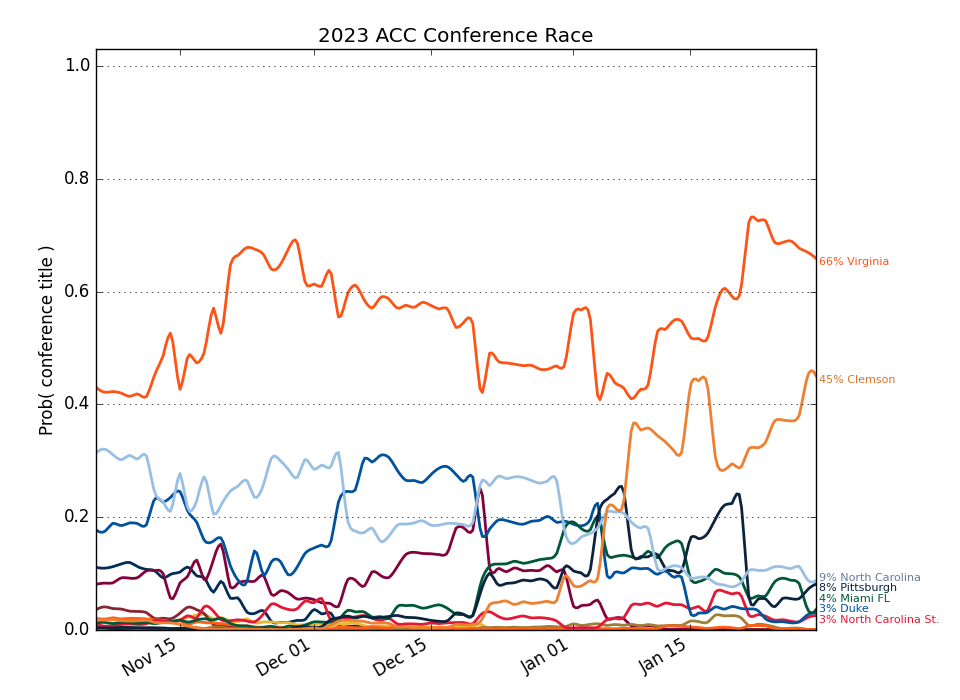 2023 ACC Conference Race
1.0
0.8
0.6
0.4
0.2
0.0
Prob( conference title )
66% Virginia
45% Clemson
9% North Carolina
8% Pittsburgh
4% Miami FL
3% Duke
3% North Carolina St.
Nov 15
Dec 01
Dec 15
Jan 01
Jan 15